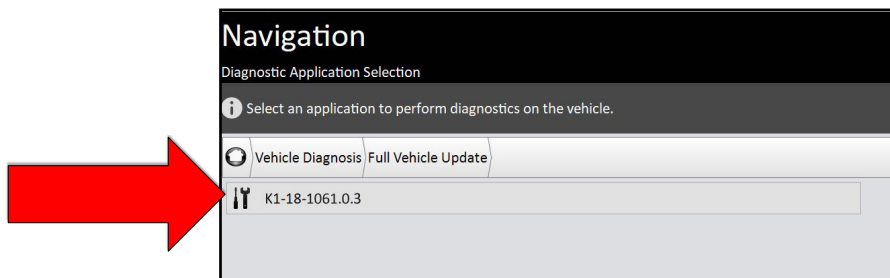 Navigation
Diagnostic Application Selection
Select an application to perform diagnostics on the vehicle.
Vehicle Diagnosis Full Vehicle Update
K1-18-1061.0.3